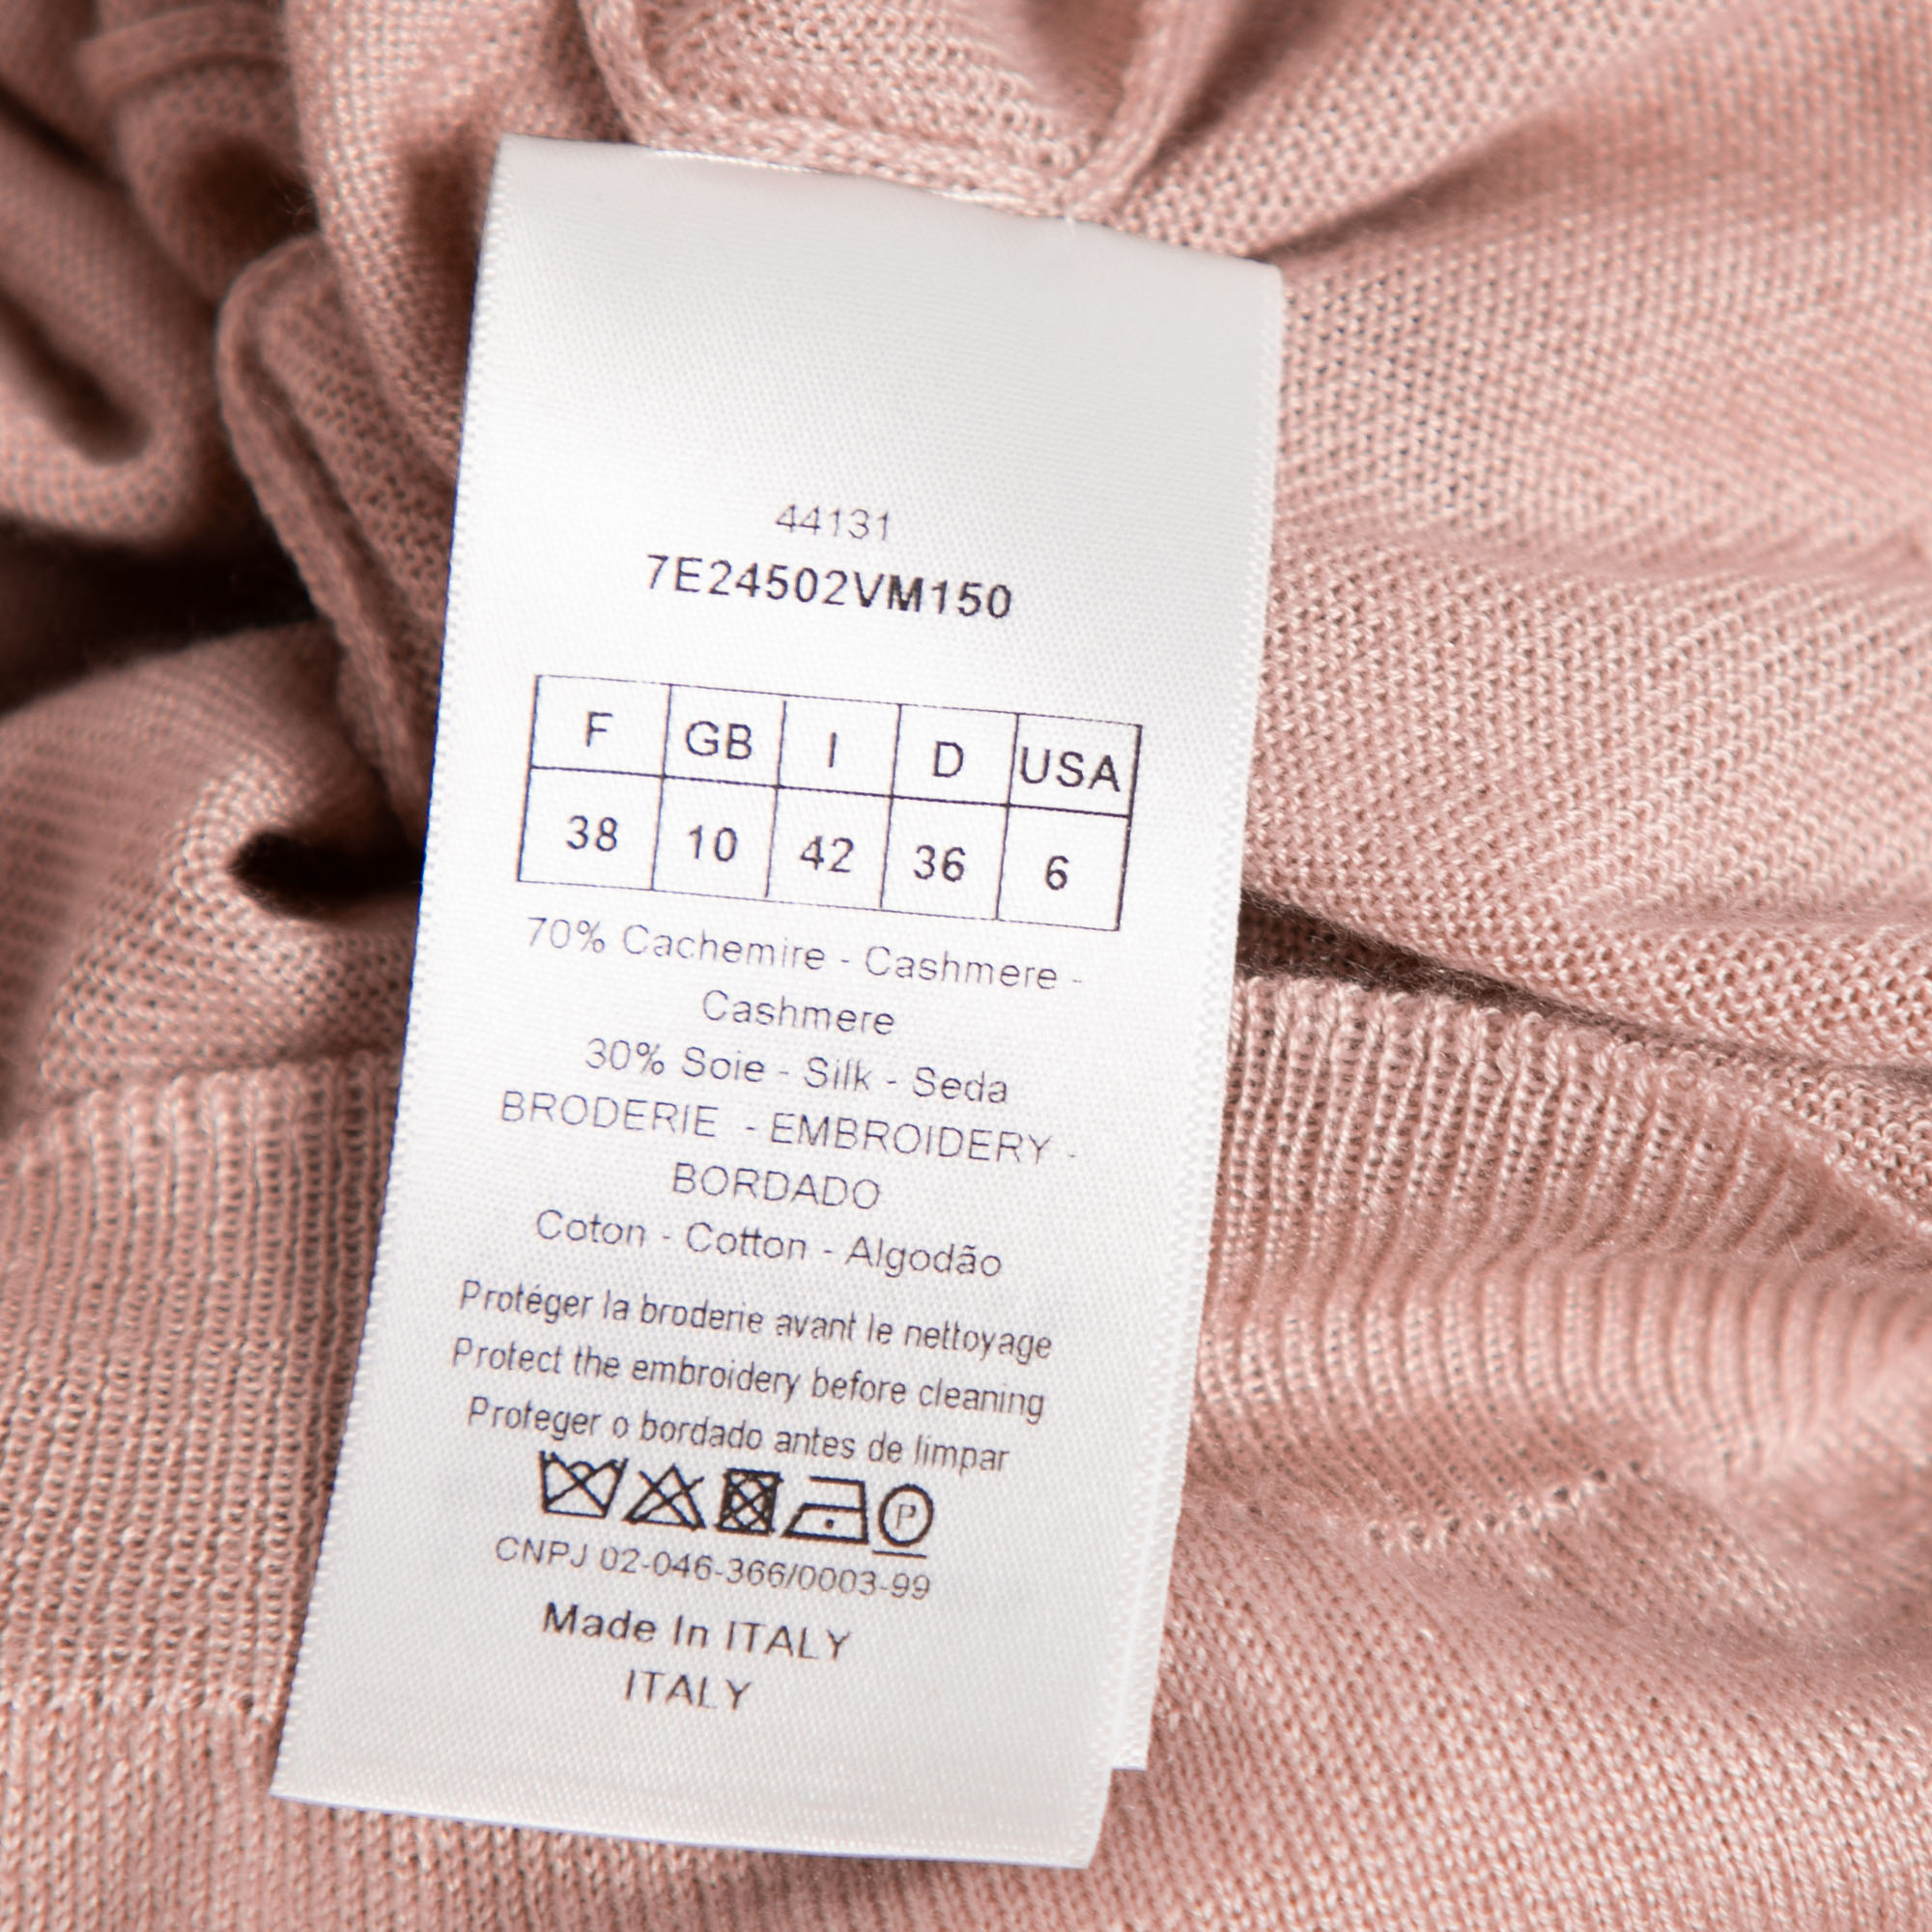 44131
7E24502VM150
F GB I D USA
38 10 42 36 6
70% Cachemire - Cashmere -
Cashmere
30% Soie - Silk - Seda
BRODERIE - EMBROIDERY -
BORDADO
Coton - Cotton - Algodão
Protéger la broderie avant le nettoyage
Protect the embroidery before cleaning
Proteger o bordado antes de limpar
P
CNPJ 02-046-366/0003-99
Made In ITALY
ITALY